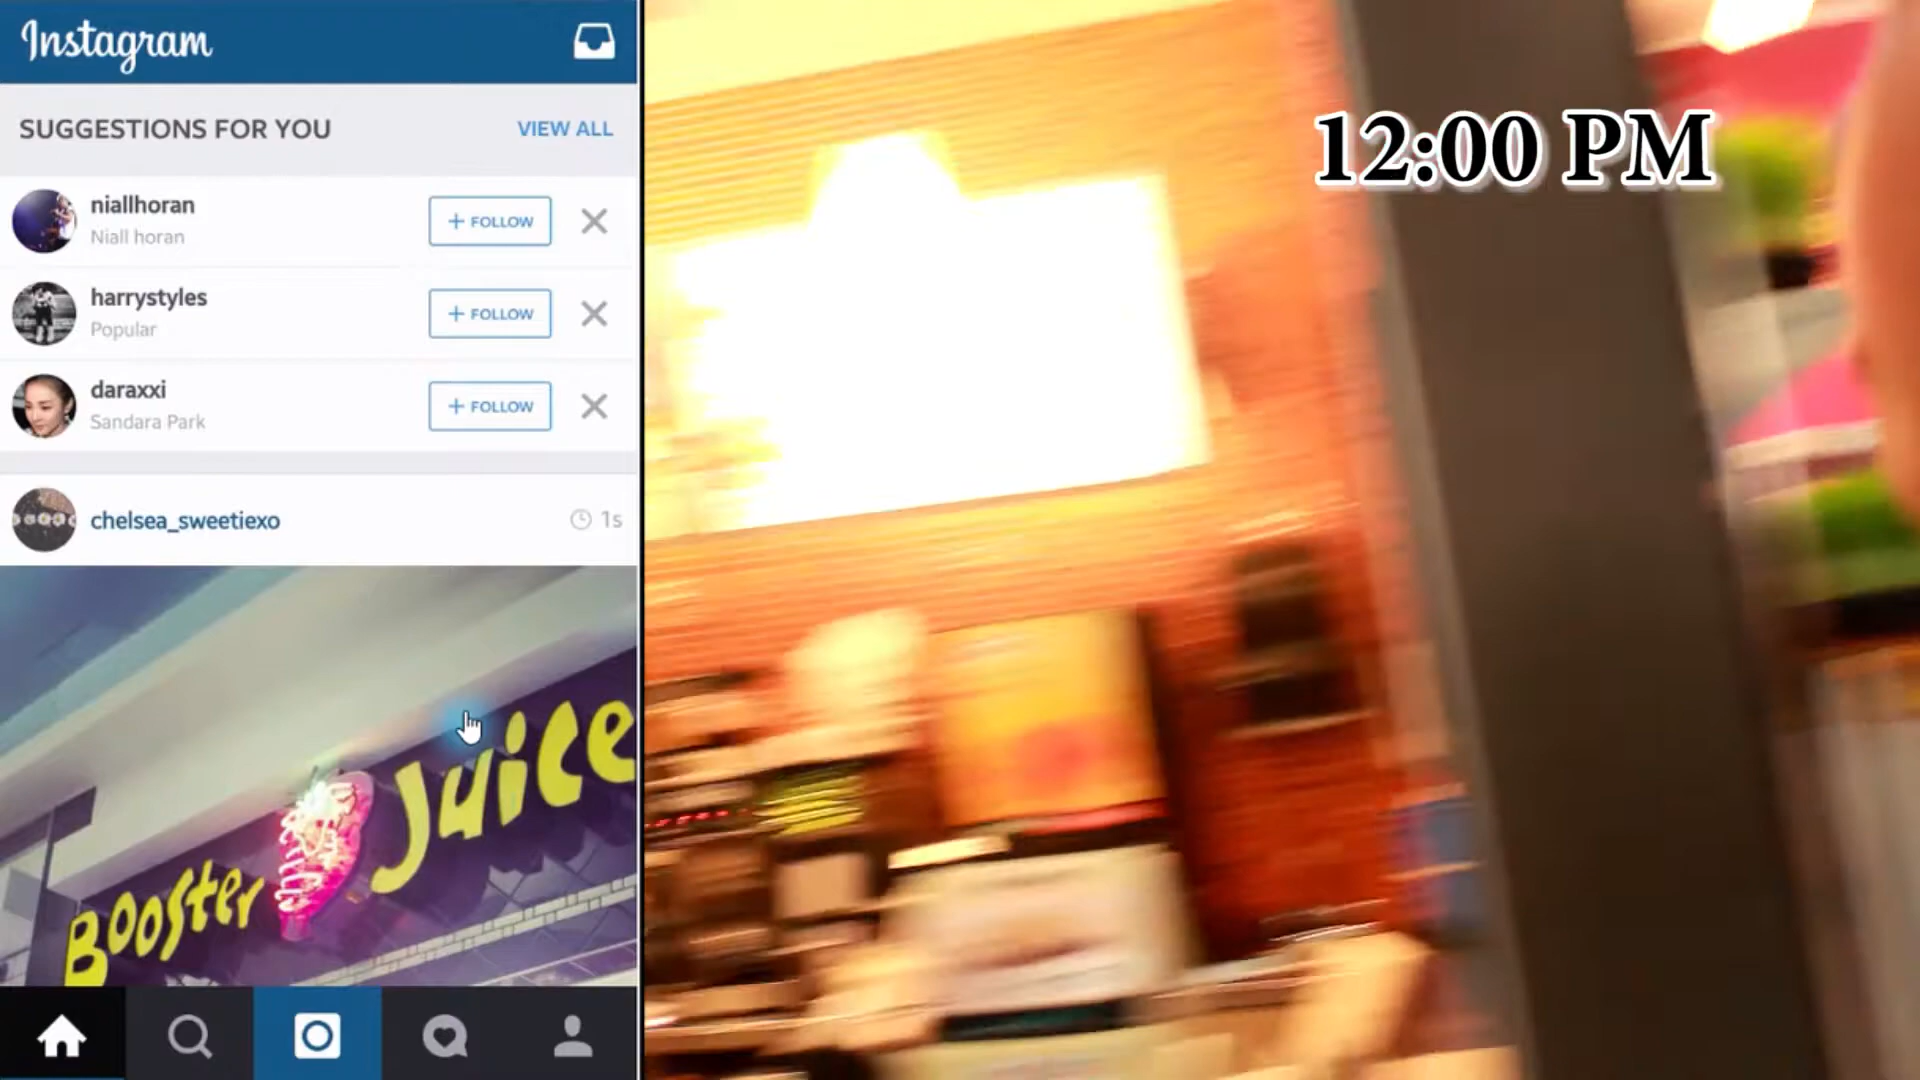 Instagram
SUGGESTIONS FOR YOU
VIEW ALL
niallhoran
Niall horan
+ FOLLOW
harrystyles
Popular
+ FOLLOW
daraxxi
Sandara Park
+ FOLLOW
chelsea_sweetiexo
1s
Booster Juice
12:00 PM